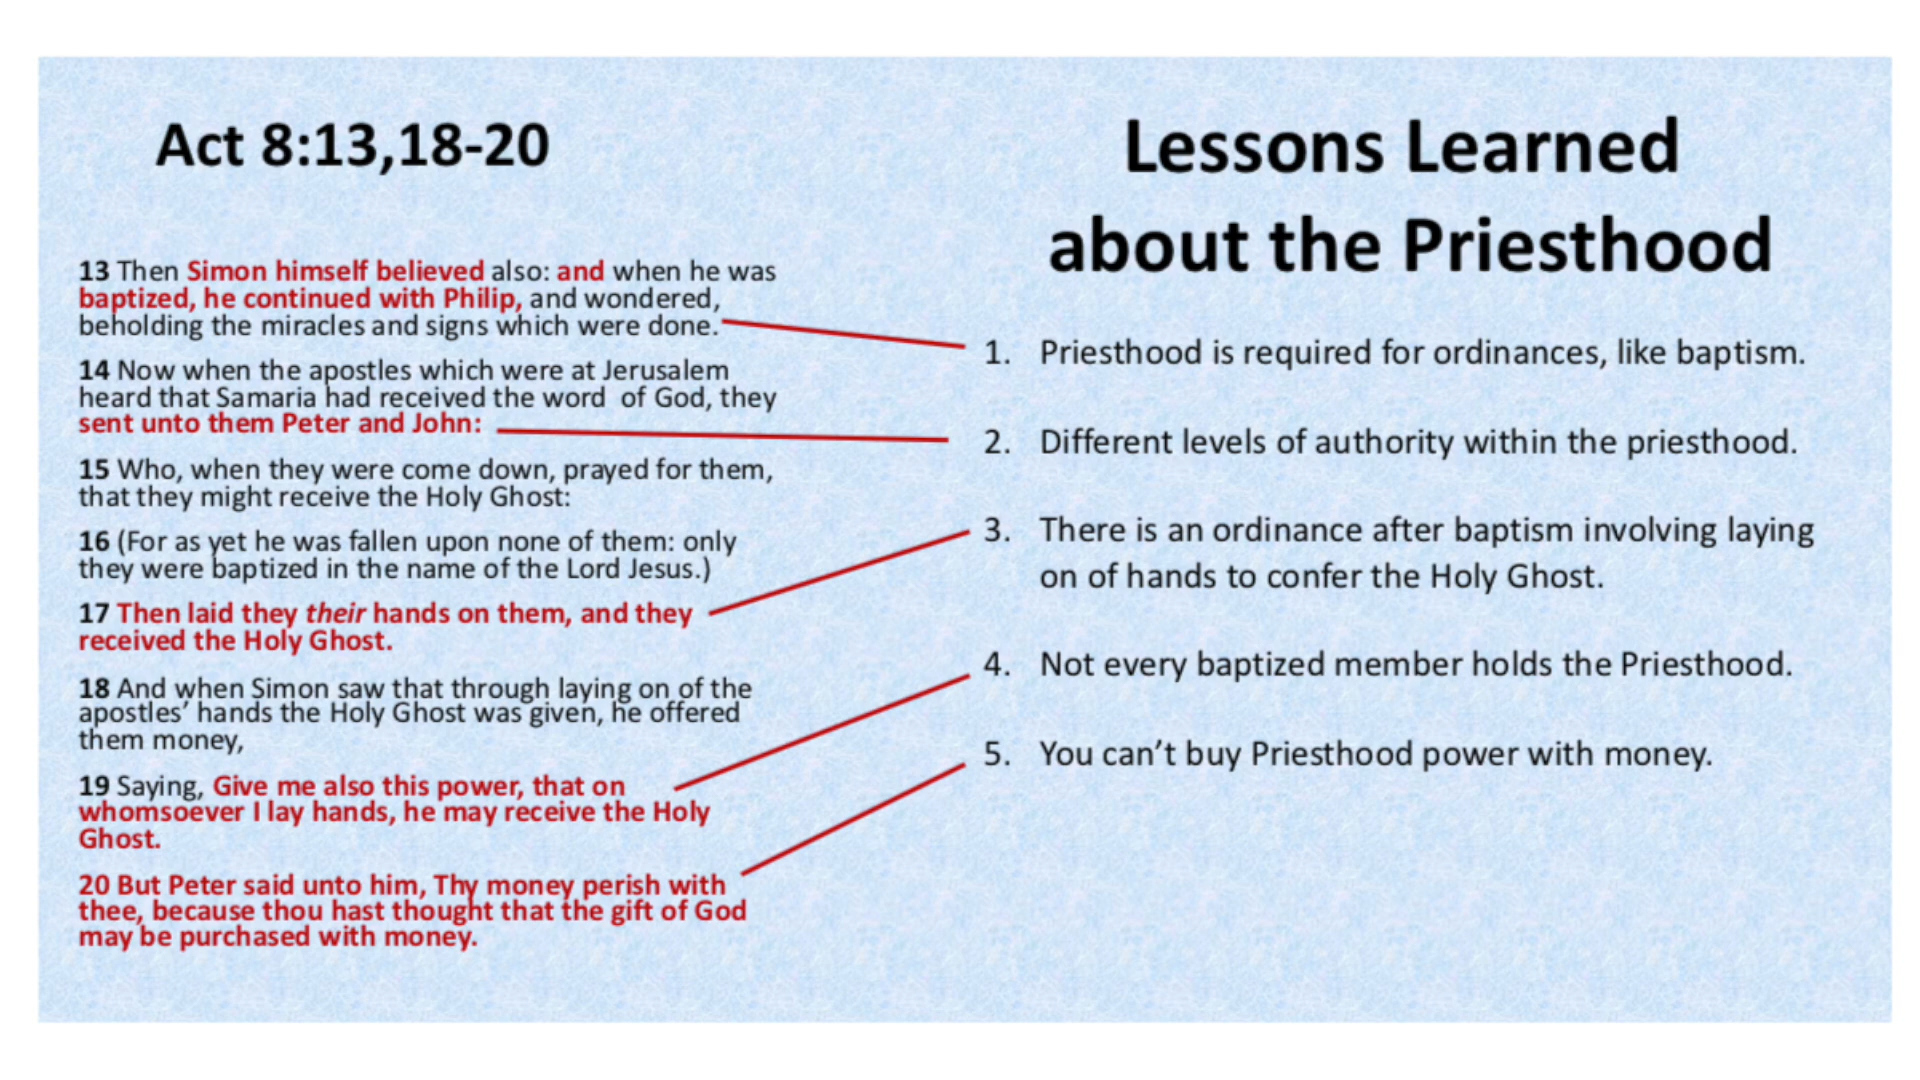 Act 8:13,18-20
13 Then Simon himself believed also: and when he was
baptized, he continued with Philip, and wondered,
beholding the miracles and signs which were done.
14 Now when the apostles which were at Jerusalem
heard that Samaria had received the word of God, they
sent unto them Peter and John:
15 Who, when they were come down, prayed for them,
that they might receive the Holy Ghost:
16 (For as yet he was fallen upon none of them: only
they were baptized in the name of the Lord Jesus.)
17 Then laid they their hands on them, and they
received the Holy Ghost.
18 And when Simon saw that through laying on of the
apostles’ hands the Holy Ghost was given, he offered
them money,
19 Saying, Give me also this power, that on
whomsoever I lay hands, he may receive the Holy
Ghost.
20 But Peter said unto him, Thy money perish with
thee, because thou hast thought that the gift of God
may be purchased with money.
Lessons Learned
about the Priesthood
1. Priesthood is required for ordinances, like baptism.
2. Different levels of authority within the priesthood.
3. There is an ordinance after baptism involving laying
on of hands to confer the Holy Ghost.
4. Not every baptized member holds the Priesthood.
5. You can’t buy Priesthood power with money.